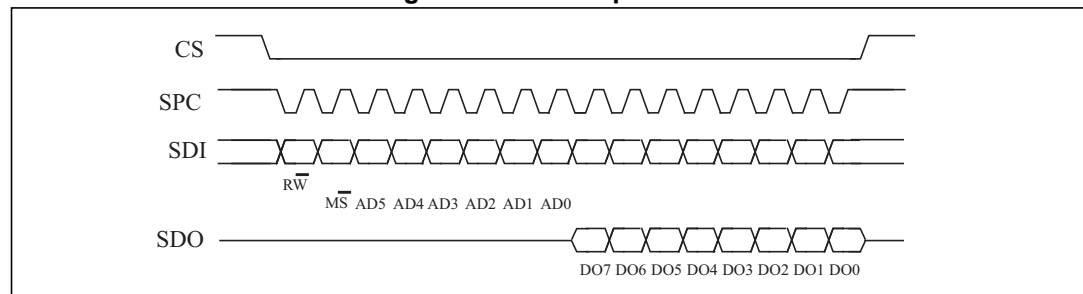 CS
SPC
SDI
RW
MS AD5 AD4 AD3 AD2 AD1 AD0
SDO
DO7 DO6 DO5 DO4 DO3 DO2 DO1 DO0